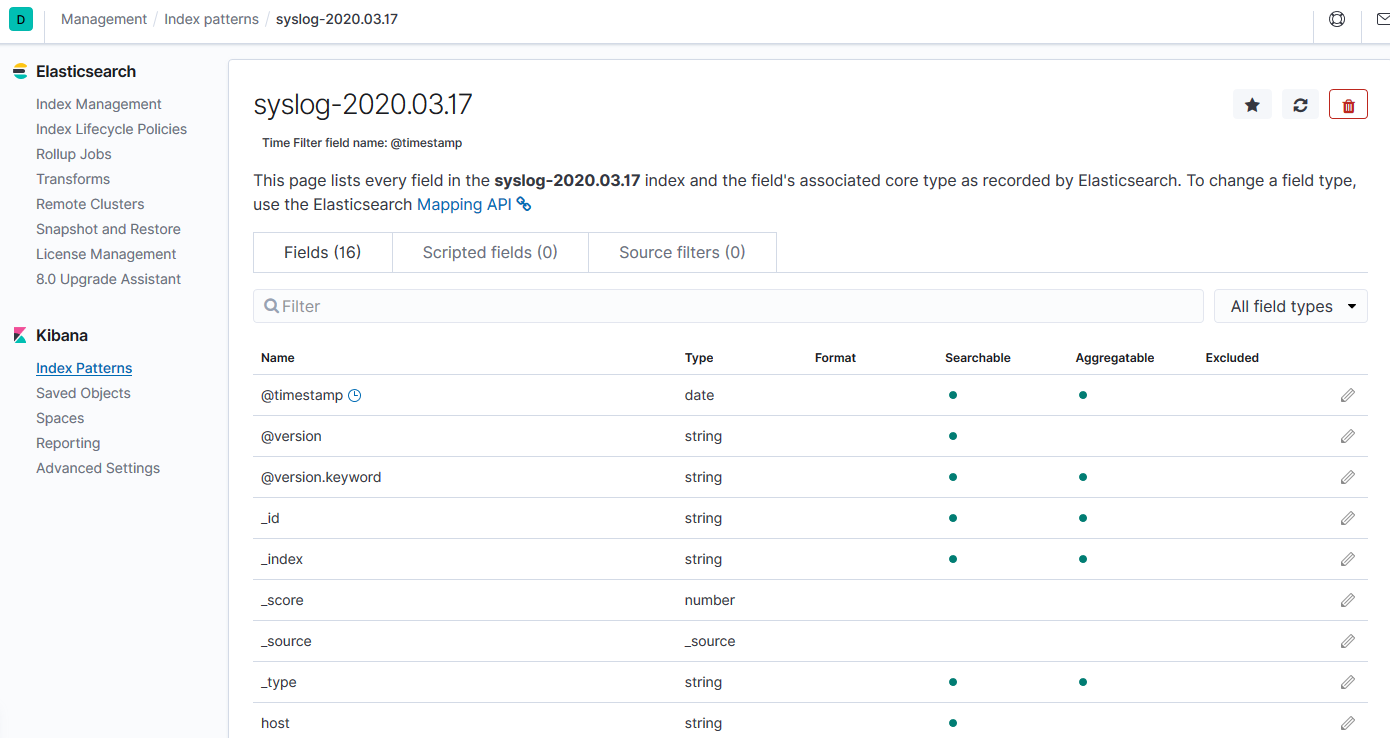 D Management / Index patterns / syslog-2020.03.17
Elasticsearch
Index Management
Index Lifecycle Policies
Rollup Jobs
Transforms
Remote Clusters
Snapshot and Restore
License Management
8.0 Upgrade Assistant
Kibana
Index Patterns
Saved Objects
Spaces
Reporting
Advanced Settings
syslog-2020.03.17
Time Filter field name: @timestamp
This page lists every field in the syslog-2020.03.17 index and the field's associated core type as recorded by Elasticsearch. To change a field type,
use the Elasticsearch Mapping API
Fields (16) Scripted fields (0) Source filters (0)
Filter All field types
Name Type Format Searchable Aggregatable Excluded
@timestamp date
@version string
@version.keyword string
_id string
_index string
_score number
_source _source
_type string
host string